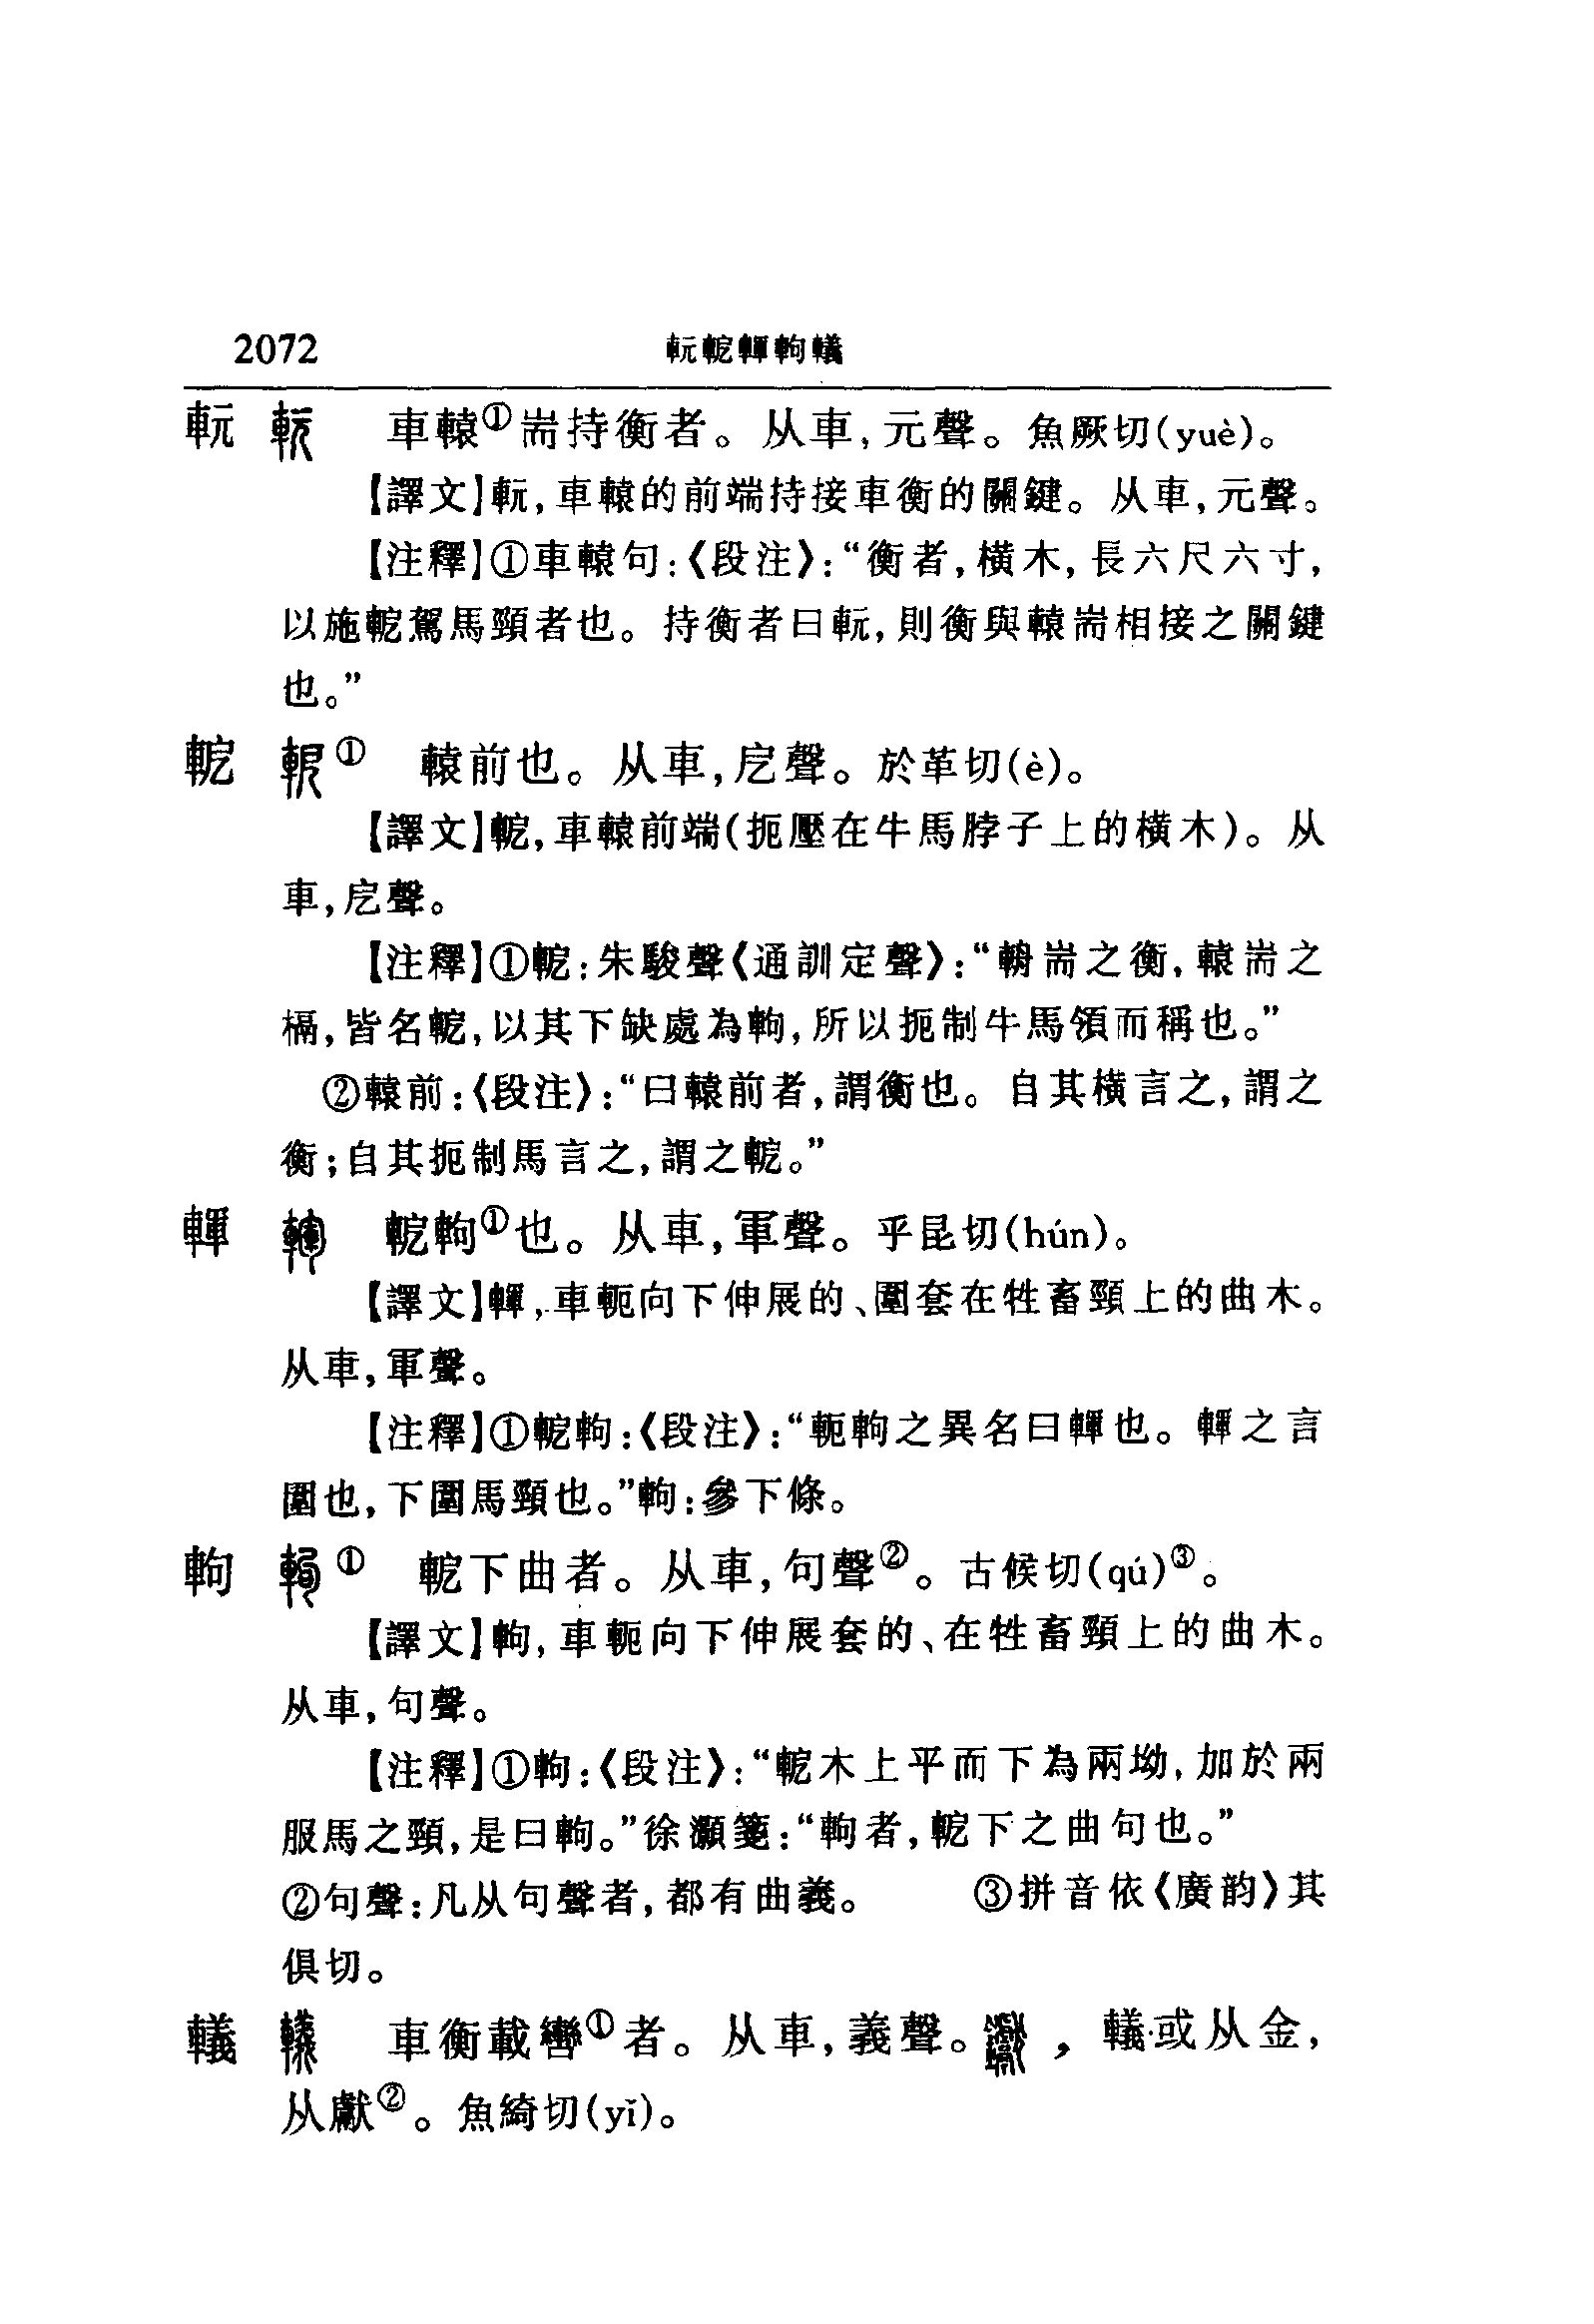 2072 軏軶𨍽軥轙
軏 車轅①耑持衡者。从車,元聲。魚厥切(yuè)。
【譯文】軏,車轅的前端持接車衡的關鍵。从車,元聲。
【注釋】①車轅句:《段注》:“衡者,橫木,長六尺六寸,
以施軶駕馬頸者也。持衡者曰軏,則衡與轅耑相接之關鍵
也。”
軶 ① 轅前也。从車,戹聲。於革切(è)。
【譯文】軶,車轅前端(扼壓在牛馬脖子上的橫木)。从
車,戹聲。
【注釋】①軶:朱駿聲《通訓定聲》:“輈耑之衡,轅耑之
槅,皆名軶,以其下缺處為軥,所以扼制牛馬領而稱也。”
②轅前:《段注》:“曰轅前者,謂衡也。自其橫言之,謂之
衡;自其扼制馬言之,謂之軶。”
𨍽 軶軥①也。从車,軍聲。乎昆切(hún)。
【譯文】𨍽,車軛向下伸展的、圍套在牲畜頸上的曲木。
从車,軍聲。
【注釋】①軶軥:《段注》:“軛軥之異名曰𨍽也。𨍽之言
圍也,下圍馬頸也。”軥:參下條。
軥 ① 軶下曲者。从車,句聲②。古候切(qú)③。
【譯文】軥,車軛向下伸展套的、在牲畜頸上的曲木。
从車,句聲。
【注釋】①軥:《段注》:“軶木上平而下為兩坳,加於兩
服馬之頸,是曰軥。”徐灝箋:“軥者,軶下之曲句也。”
②句聲:凡从句聲者,都有曲義。 ③拼音依《廣韵》其
俱切。
轙 車衡載轡①者。从車,義聲。,轙或从金,
从獻②。魚綺切(yǐ)。